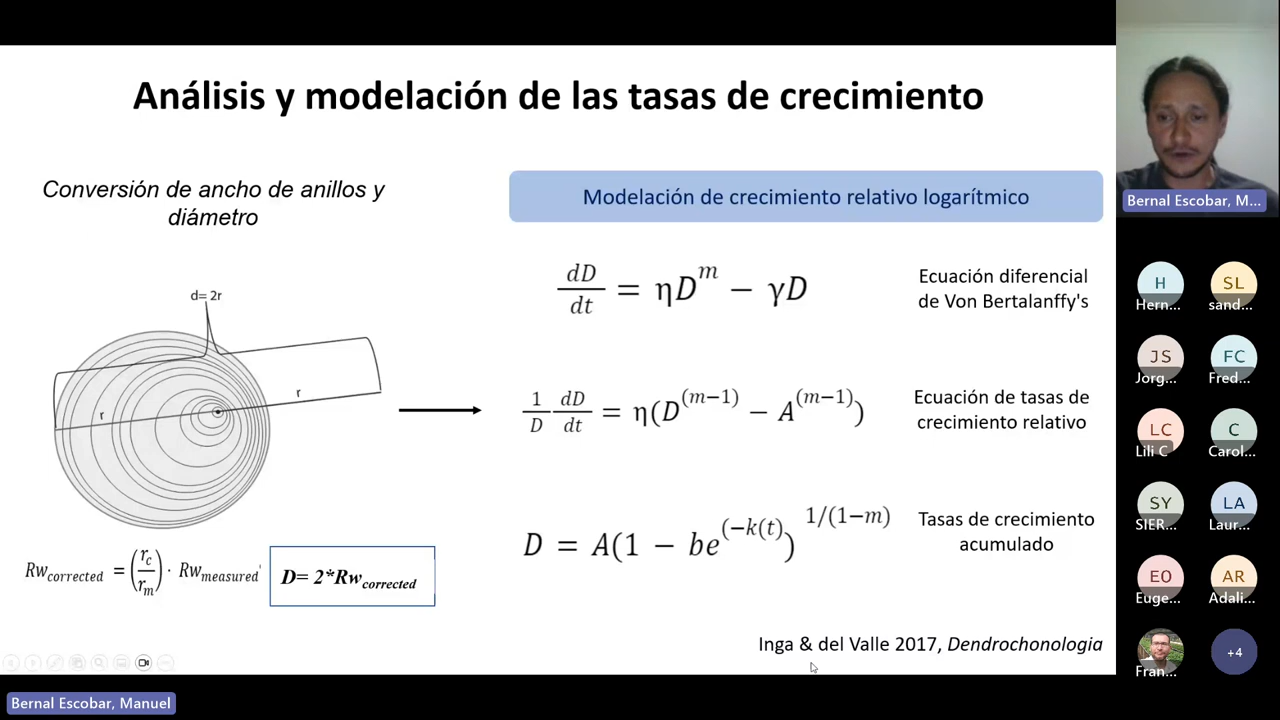 Análisis y modelación de las tasas de crecimiento
Conversión de ancho de anillos y
diámetro
d= 2r
r
r
Rw_corrected = (r_c/r_m) · Rw_measured'
D= 2*Rw_corrected
Modelación de crecimiento relativo logarítmico
dD/dt = ηD^m − γD
Ecuación diferencial
de Von Bertalanffy's
1/D dD/dt = η(D^(m−1) − A^(m−1))
Ecuación de tasas de
crecimiento relativo
D = A(1 − be^(−k(t)))^1/(1−m)
Tasas de crecimiento
acumulado
Inga & del Valle 2017, Dendrochonologia
Bernal Escobar, Manuel
Bernal Escobar, M...
H
Hern...
SL
sand...
JS
Jorg...
FC
Fred...
LC
Lili C
C
Carol...
SY
SIER...
LA
Laur...
EO
Euge...
AR
Adali...
Fran...
+4